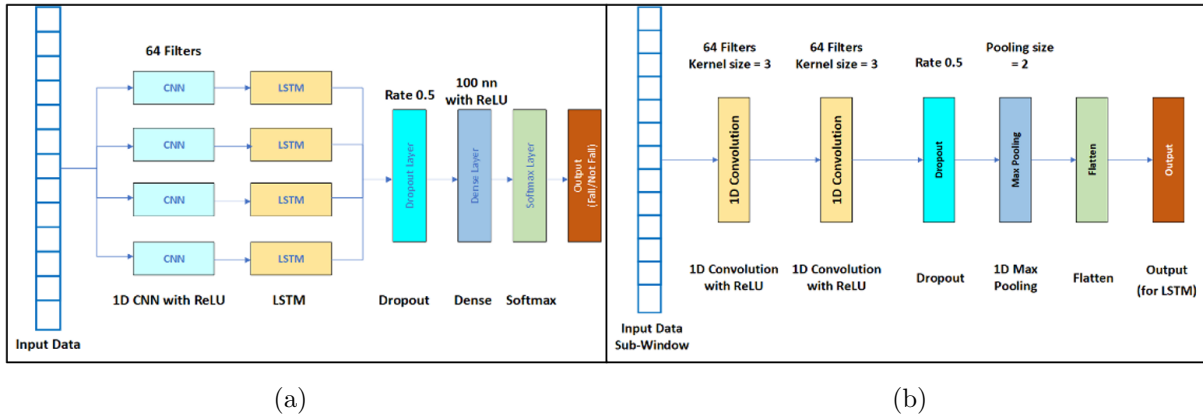 64 Filters
CNN
LSTM
CNN
LSTM
CNN
LSTM
CNN
LSTM
1D CNN with ReLU
LSTM
Input Data
Rate 0.5
Dropout Layer
Dropout
100 nn
with ReLU
Dense Layer
Dense
Softmax Layer
Softmax
Output
(Fall/Not Fall)
(a)
64 Filters
Kernel size = 3
1D Convolution
1D Convolution
with ReLU
64 Filters
Kernel size = 3
1D Convolution
1D Convolution
with ReLU
Rate 0.5
Dropout
Dropout
Pooling size
= 2
Max Pooling
1D Max
Pooling
Flatten
Flatten
Output
Output
(for LSTM)
Input Data
Sub-Window
(b)